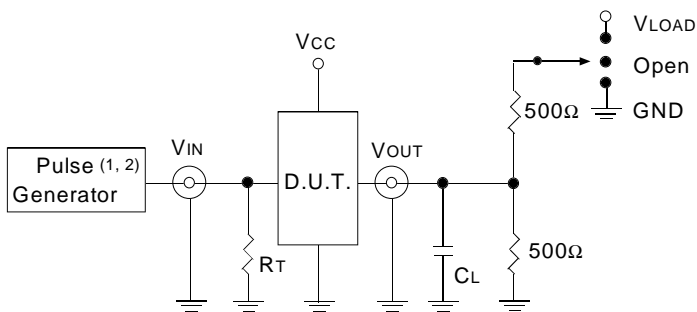 VLOAD
VCC
Open
500Ω
GND
VIN
VOUT
Pulse (1, 2)
Generator
D.U.T.
RT
CL
500Ω